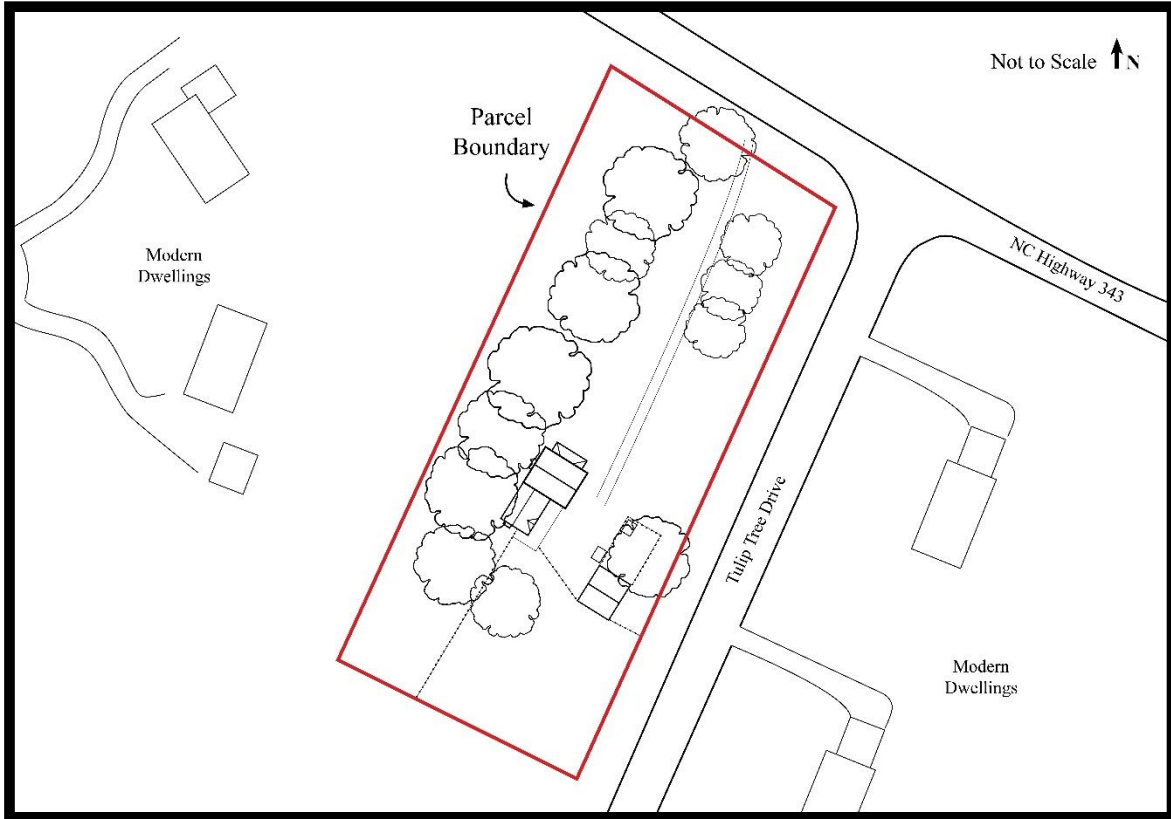 Not to Scale N
Parcel
Boundary
Modern
Dwellings
NC Highway 343
Tulip Tree Drive
Modern
Dwellings